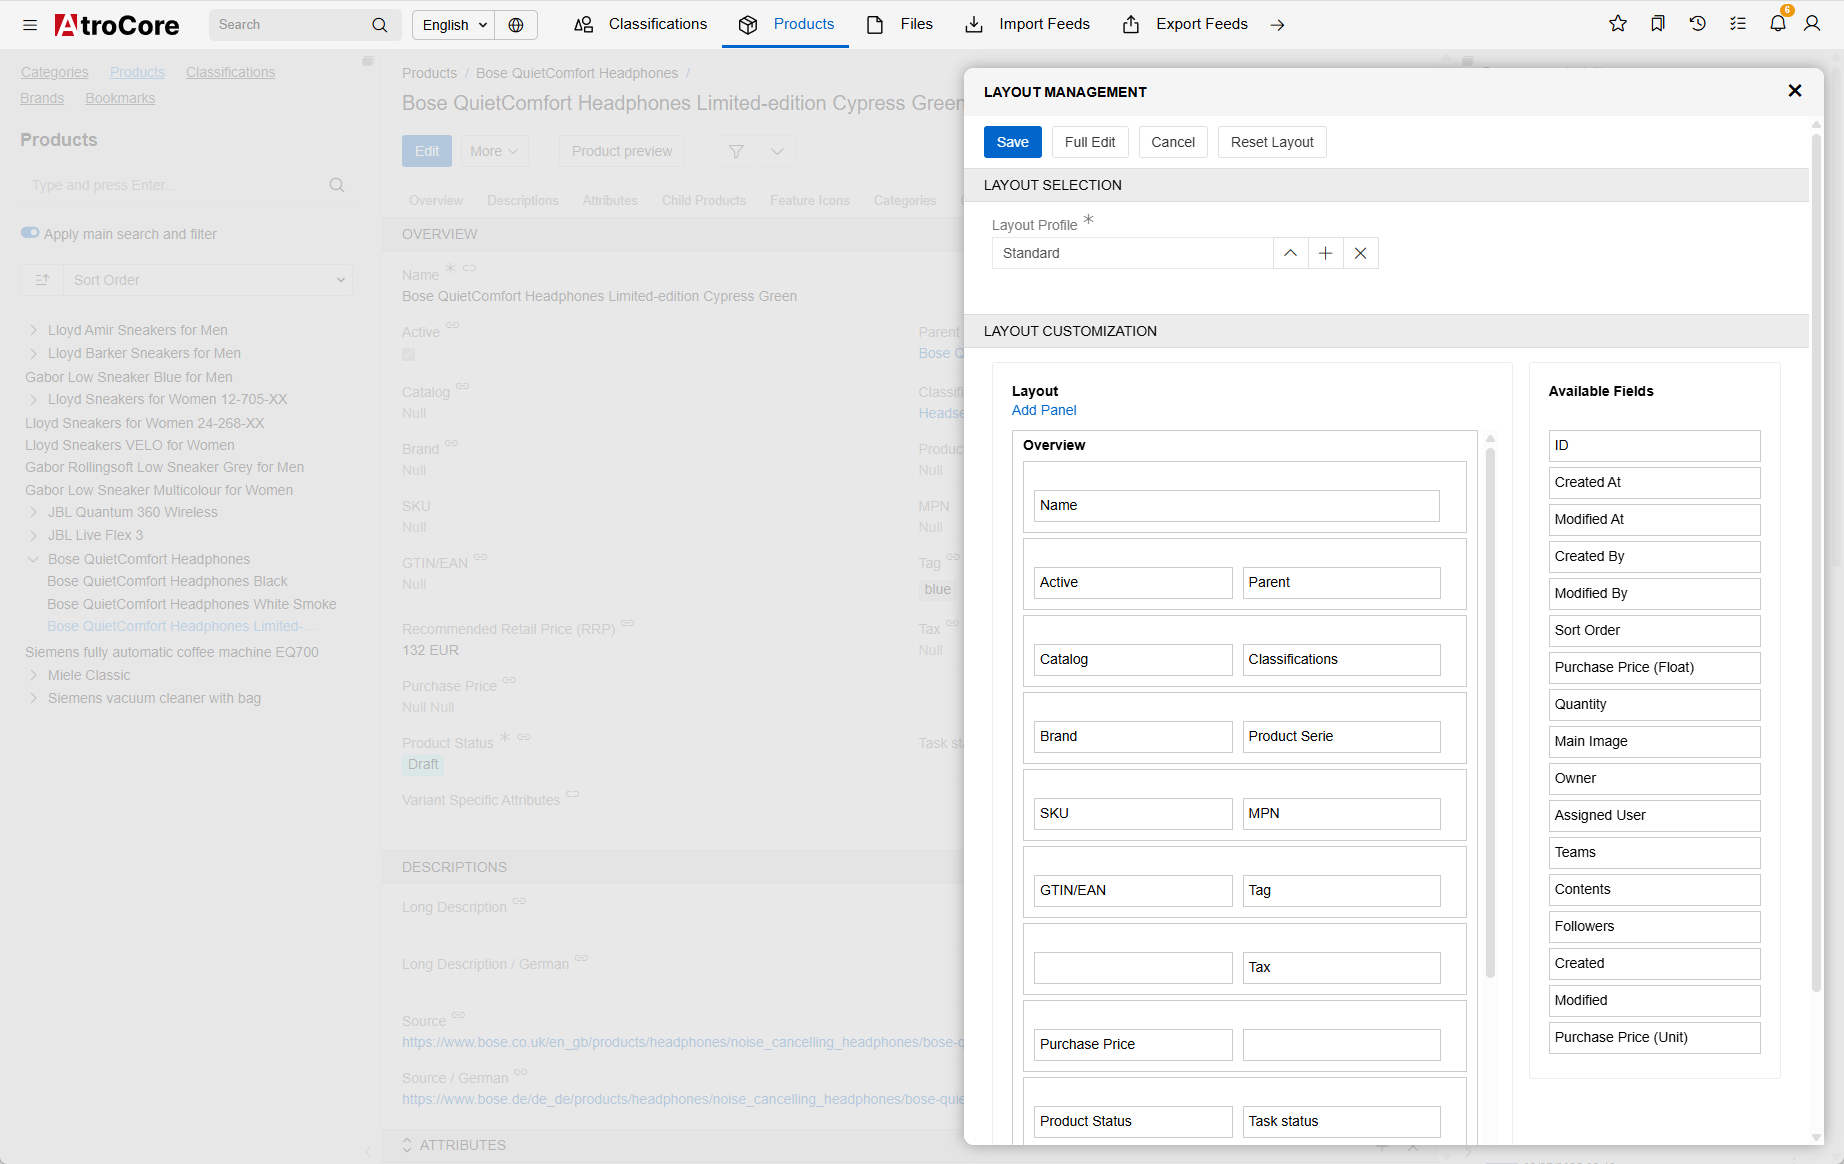 AtroCore
Search
English
Classifications
Products
Files
Import Feeds
Export Feeds
6
Categories
Products
Classifications
Brands
Bookmarks
Products
Type and press Enter...
Apply main search and filter
Sort Order
Lloyd Amir Sneakers for Men
Lloyd Barker Sneakers for Men
Gabor Low Sneaker Blue for Men
Lloyd Sneakers for Women 12-705-XX
Lloyd Sneakers for Women 24-268-XX
Lloyd Sneakers VELO for Women
Gabor Rollingsoft Low Sneaker Grey for Men
Gabor Low Sneaker Multicolour for Women
JBL Quantum 360 Wireless
JBL Live Flex 3
Bose QuietComfort Headphones
Bose QuietComfort Headphones Black
Bose QuietComfort Headphones White Smoke
Bose QuietComfort Headphones Limited-...
Siemens fully automatic coffee machine EQ700
Miele Classic
Siemens vacuum cleaner with bag
Products / Bose QuietComfort Headphones /
Bose QuietComfort Headphones Limited-edition Cypress Green
Edit
More
Product preview
Overview
Descriptions
Attributes
Child Products
Feature Icons
Categories
OVERVIEW
Name *
Bose QuietComfort Headphones Limited-edition Cypress Green
Active
Parent
Bose Q
Catalog
Null
Classifi
Headse
Brand
Null
Produc
Null
SKU
Null
MPN
Null
GTIN/EAN
Null
Tag
blue
Recommended Retail Price (RRP)
132 EUR
Tax
Null
Purchase Price
Null Null
Product Status *
Draft
Task st
Variant Specific Attributes
DESCRIPTIONS
Long Description
Long Description / German
Source
https://www.bose.co.uk/en_gb/products/headphones/noise_cancelling_headphones/bose-q
Source / German
https://www.bose.de/de_de/products/headphones/noise_cancelling_headphones/bose-quie
ATTRIBUTES
LAYOUT MANAGEMENT
Save
Full Edit
Cancel
Reset Layout
LAYOUT SELECTION
Layout Profile *
Standard
LAYOUT CUSTOMIZATION
Layout
Add Panel
Overview
Name
Active
Parent
Catalog
Classifications
Brand
Product Serie
SKU
MPN
GTIN/EAN
Tag
Tax
Purchase Price
Product Status
Task status
Available Fields
ID
Created At
Modified At
Created By
Modified By
Sort Order
Purchase Price (Float)
Quantity
Main Image
Owner
Assigned User
Teams
Contents
Followers
Created
Modified
Purchase Price (Unit)